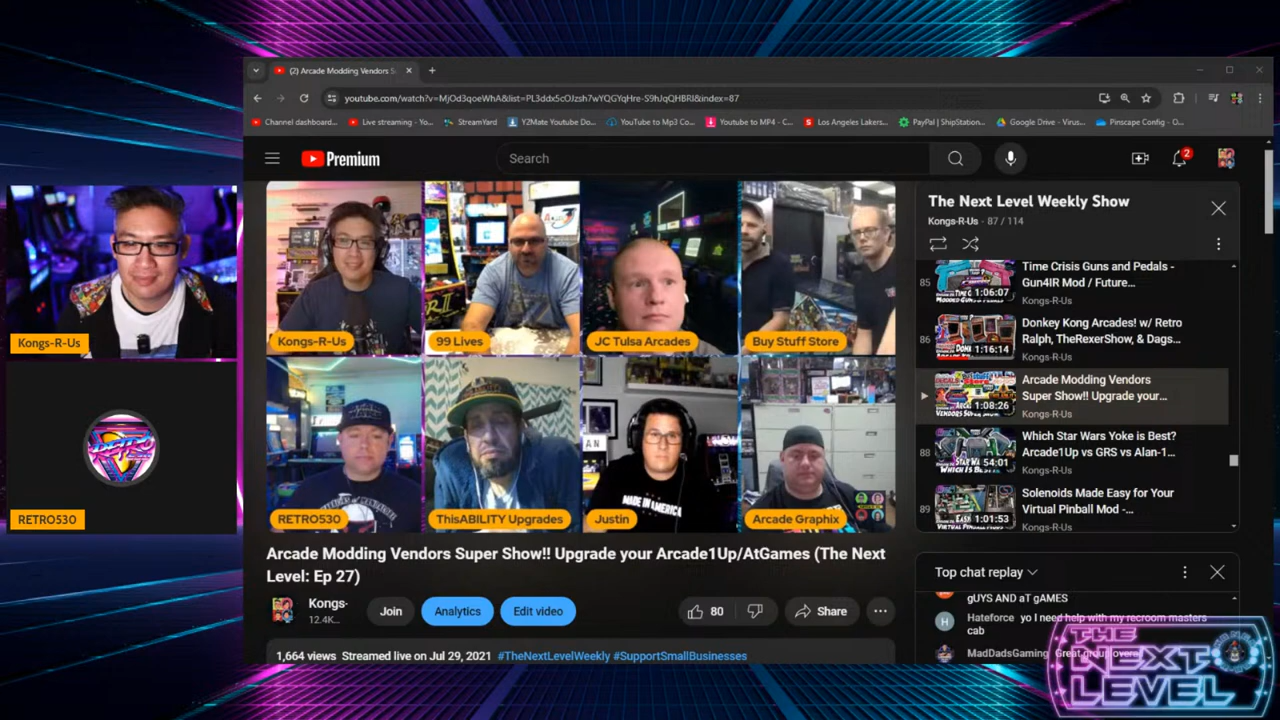 (2) Arcade Modding Vendors S
youtube.com/watch?v=MjOd3qoeWhA&list=PL3ddx5cOJzsh7wYQGYqHre-S9hJqQHBRl&index=87
Channel dashboard...
Live streaming - Yo...
StreamYard
Y2Mate Youtube Do...
YouTube to Mp3 Co...
Youtube to MP4 - C...
Los Angeles Lakers...
PayPal | ShipStation...
Google Drive - Virus...
Pinscape Config - O...
Premium
Search
2
Kongs-R-Us
RETRO530
Kongs-R-Us
99 Lives
JC Tulsa Arcades
Buy Stuff Store
RETRO530
ThisABILITY Upgrades
MADE IN AMERICA
Justin
Arcade Graphix
Arcade Modding Vendors Super Show!! Upgrade your Arcade1Up/AtGames (The Next
Level: Ep 27)
Kongs-
12.4K...
Join
Analytics
Edit video
80
Share
1,664 views Streamed live on Jul 29, 2021 #TheNextLevelWeekly #SupportSmallBusinesses
The Next Level Weekly Show
Kongs-R-Us - 87 / 114
85
1:06:07
Time Crisis Guns and Pedals -
Gun4IR Mod / Future...
Kongs-R-Us
86
1:16:14
Donkey Kong Arcades! w/ Retro
Ralph, TheRexerShow, & Dags...
Kongs-R-Us
1:08:26
Arcade Modding Vendors
Super Show!! Upgrade your...
Kongs-R-Us
88
54:01
Which Star Wars Yoke is Best?
Arcade1Up vs GRS vs Alan-1...
Kongs-R-Us
89
1:01:53
Solenoids Made Easy for Your
Virtual Pinball Mod -...
Kongs-R-Us
Top chat replay
gUYS AND aT gAMES
H
Hateforce yo I need help with my recroom masters
cab
MadDadsGaming Great group
THE
NEXT
LEVEL